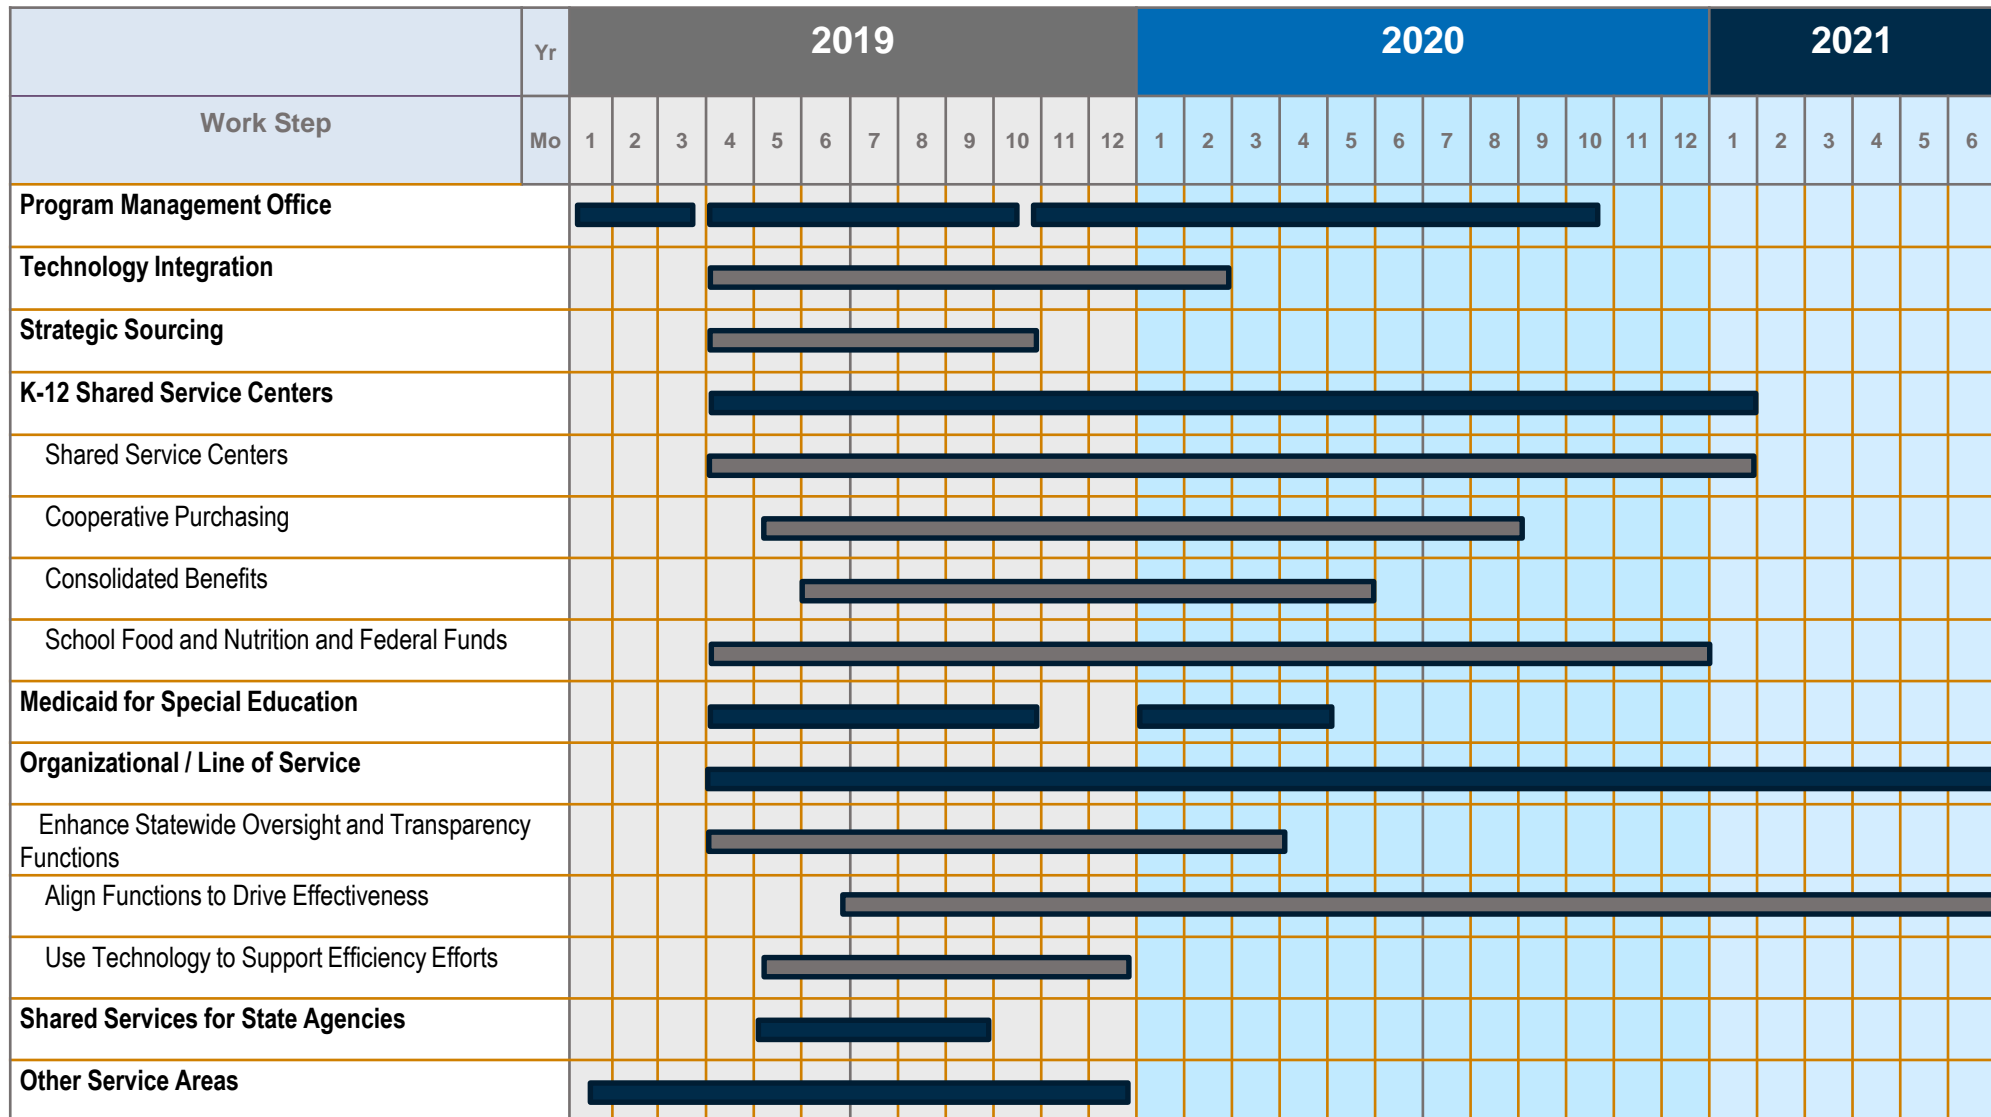 Yr 2019 2020 2021
Work Step Mo 1 2 3 4 5 6 7 8 9 10 11 12 1 2 3 4 5 6 7 8 9 10 11 12 1 2 3 4 5 6
Program Management Office
Technology Integration
Strategic Sourcing
K-12 Shared Service Centers
Shared Service Centers
Cooperative Purchasing
Consolidated Benefits
School Food and Nutrition and Federal Funds
Medicaid for Special Education
Organizational / Line of Service
Enhance Statewide Oversight and Transparency
Functions
Align Functions to Drive Effectiveness
Use Technology to Support Efficiency Efforts
Shared Services for State Agencies
Other Service Areas